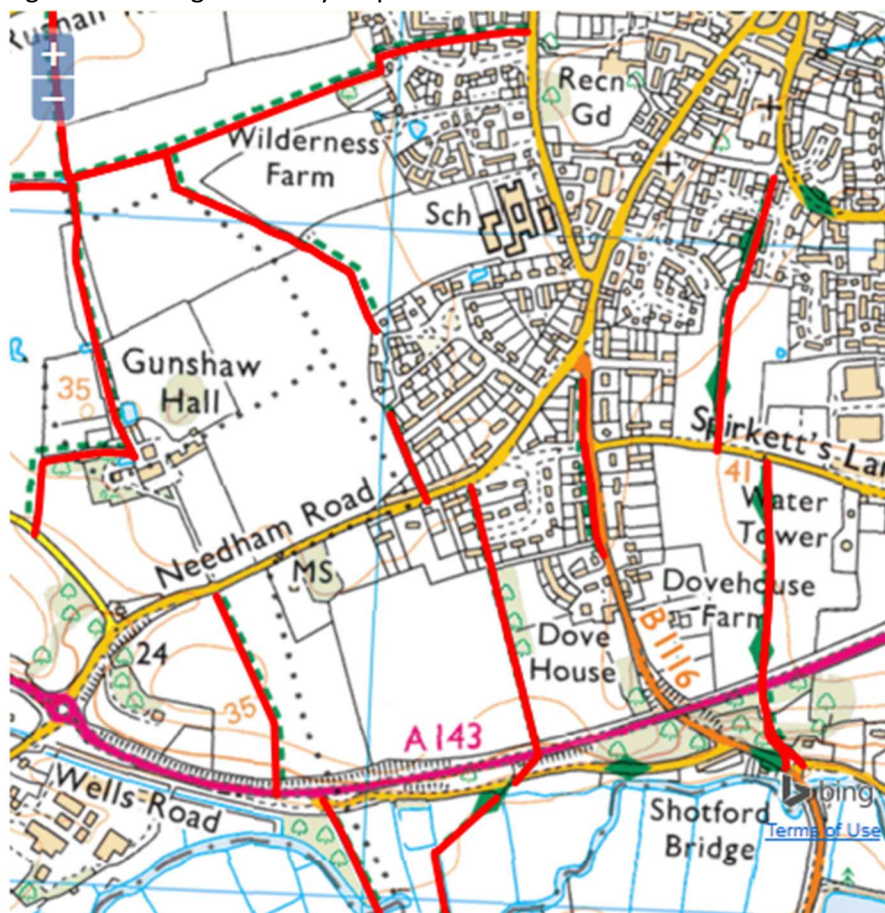 +
−
Wilderness
Farm
Recn
Gd
Sch
Gunshaw
Hall
35
Needham Road
MS
24
35
Spirkett's Lan
41
Water
Tower
Dovehouse
Farm
Dove
House
B1116
A143
Wells Road
Shotford
Bridge
bing
Terms of Use